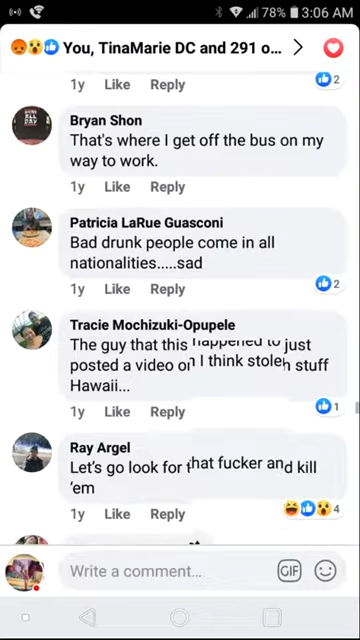 78% 3:06 AM
You, TinaMarie DC and 291 o...
1y Like Reply 2
Bryan Shon
That's where I get off the bus on my
way to work.
1y Like Reply
Patricia LaRue Guasconi
Bad drunk people come in all
nationalities.....sad
1y Like Reply 2
Tracie Mochizuki-Opupele
The guy that this happened to just
posted a video on I think stolen stuff
Hawaii...
1y Like Reply 1
Ray Argel
Let's go look for that fucker and kill
'em
1y Like Reply 4
Write a comment... GIF